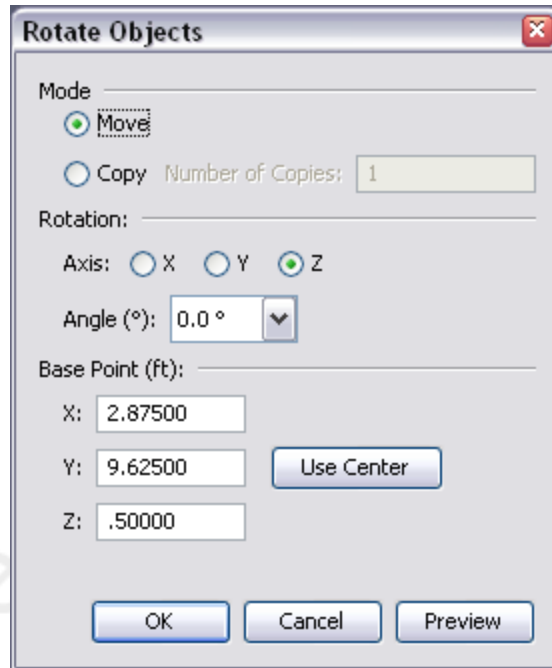 Rotate Objects
Mode
Move
Copy Number of Copies: 1
Rotation:
Axis: X Y Z
Angle (°): 0.0 °
Base Point (ft):
X: 2.87500
Y: 9.62500 Use Center
Z: .50000
OK Cancel Preview